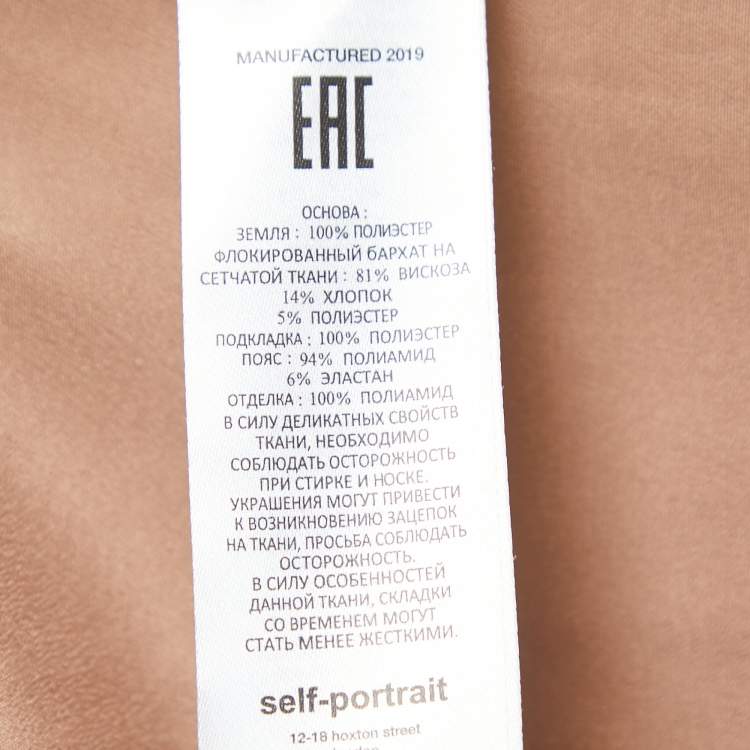 MANUFACTURED 2019
EAC
ОСНОВА :
ЗЕМЛЯ : 100% ПОЛИЭСТЕР
ФЛОКИРОВАННЫЙ бАРХАТ НА
СЕТЧАТОЙ ТКАНИ : 81% ВИСКОЗА
14% ХЛОПОК
5% ПОЛИЭСТЕР
ПОДКЛАДКА : 100% ПОЛИЭСТЕР
ПОЯС : 94% ПОЛИАМИД
6% ЭЛАСТАН
ОТДЕЛКА : 100% ПОЛИАМИД
В СИЛУ ДЕЛИКАТНЫХ СВОЙСТВ
ТКАНИ, НЕОБХОДИМО
СОБЛЮДАТЬ ОСТОРОЖНОСТЬ
ПРИ СТИРКЕ И НОСКЕ.
УКРАШЕНИЯ МОГУТ ПРИВЕСТИ
К ВОЗНИКНОВЕНИЮ ЗАЦЕПОК
НА ТКАНИ, ПРОСЬБА СОБЛЮДАТЬ
ОСТОРОЖНОСТЬ.
В СИЛУ ОСОБЕННОСТЕЙ
ДАННОЙ ТКАНИ, СКЛАДКИ
СО ВРЕМЕНЕМ МОГУТ
СТАТЬ МЕНЕЕ ЖЕСТКИМИ.
self-portrait
12-18 hoxton street